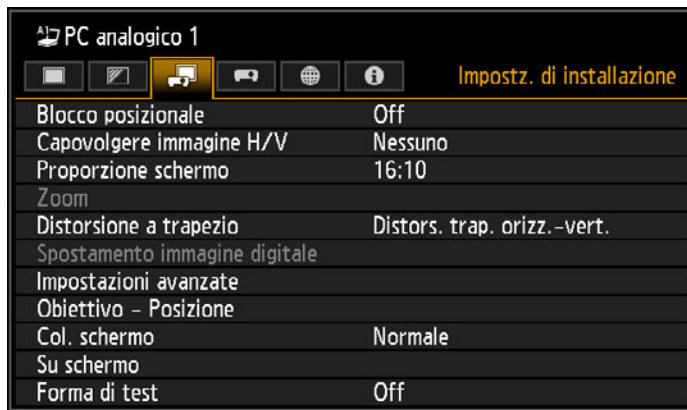 PC analogico 1
Impostz. di installazione
Blocco posizionale Off
Capovolgere immagine H/V Nessuno
Proporzione schermo 16:10
Zoom
Distorsione a trapezio Distors. trap. orizz.-vert.
Spostamento immagine digitale
Impostazioni avanzate
Obiettivo - Posizione
Col. schermo Normale
Su schermo
Forma di test Off